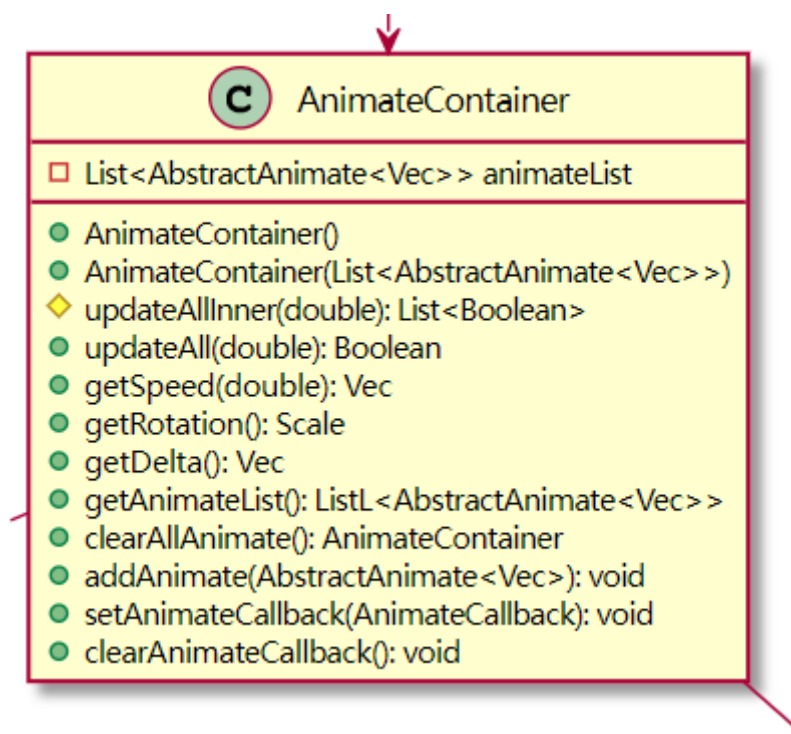 C AnimateContainer
List<AbstractAnimate<Vec>> animateList
AnimateContainer()
AnimateContainer(List<AbstractAnimate<Vec>>)
updateAllInner(double): List<Boolean>
updateAll(double): Boolean
getSpeed(double): Vec
getRotation(): Scale
getDelta(): Vec
getAnimateList(): ListL<AbstractAnimate<Vec>>
clearAllAnimate(): AnimateContainer
addAnimate(AbstractAnimate<Vec>): void
setAnimateCallback(AnimateCallback): void
clearAnimateCallback(): void